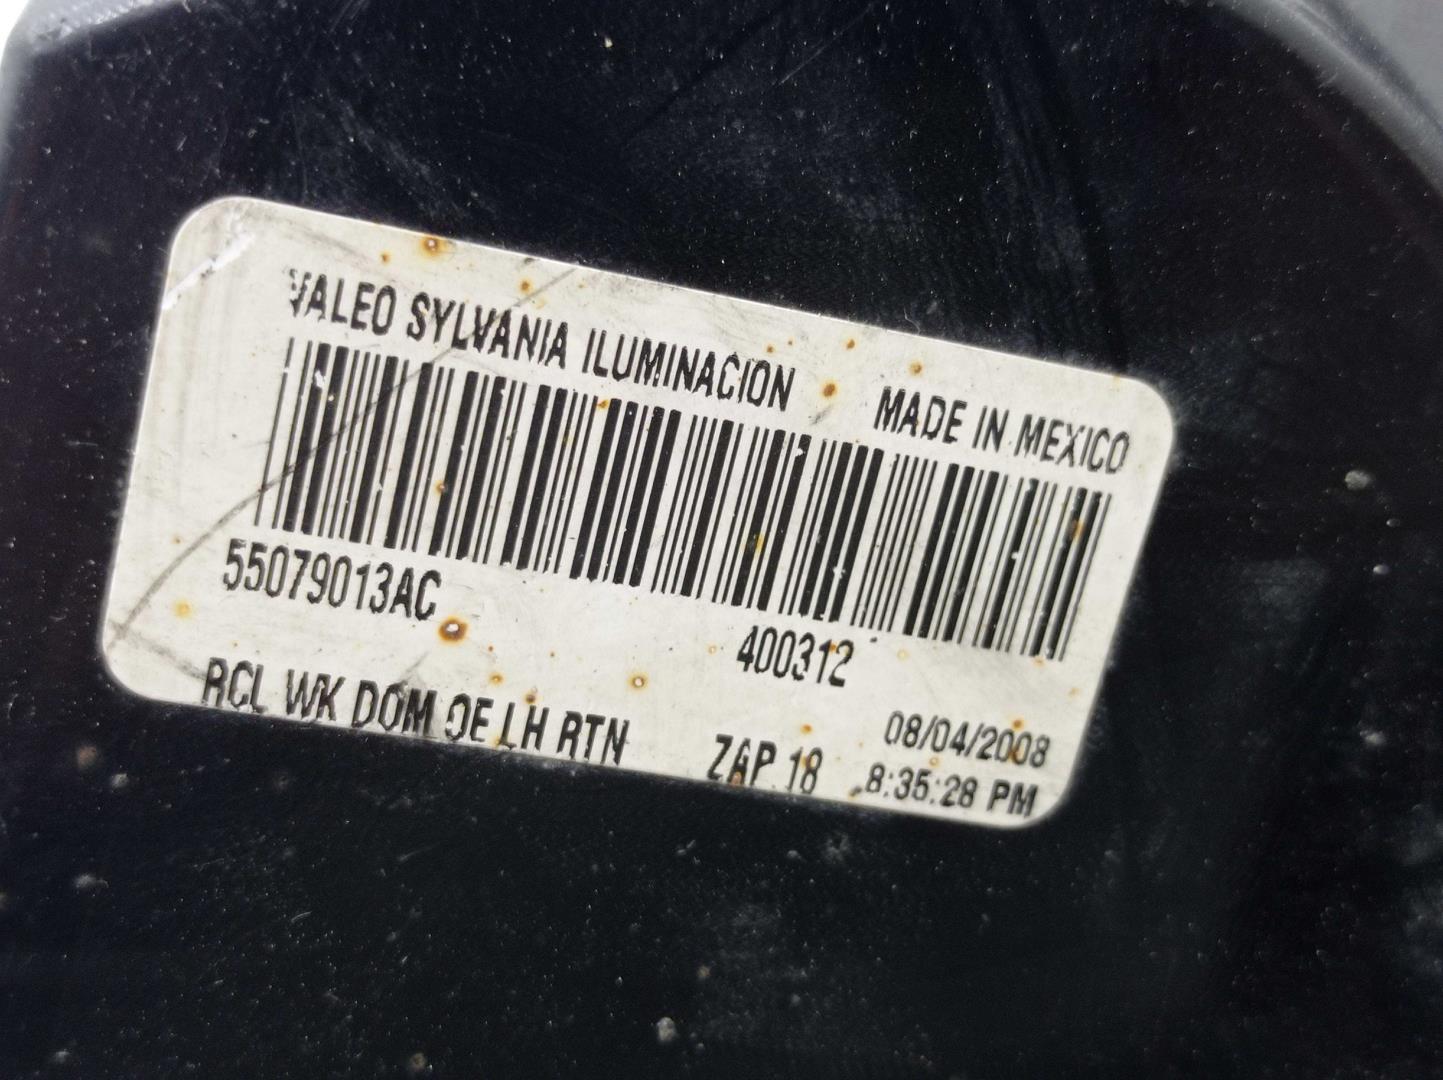 VALEO SYLVANIA ILUMINACION MADE IN MEXICO
55079013AC 400312
RCL WK DOM OE LH RTN ZAP 18 08/04/2008
8:35:28 PM